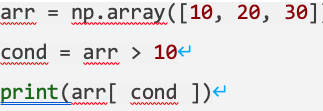 arr = np.array([10, 20, 30]
cond = arr > 10↵
print(arr[ cond ])↵